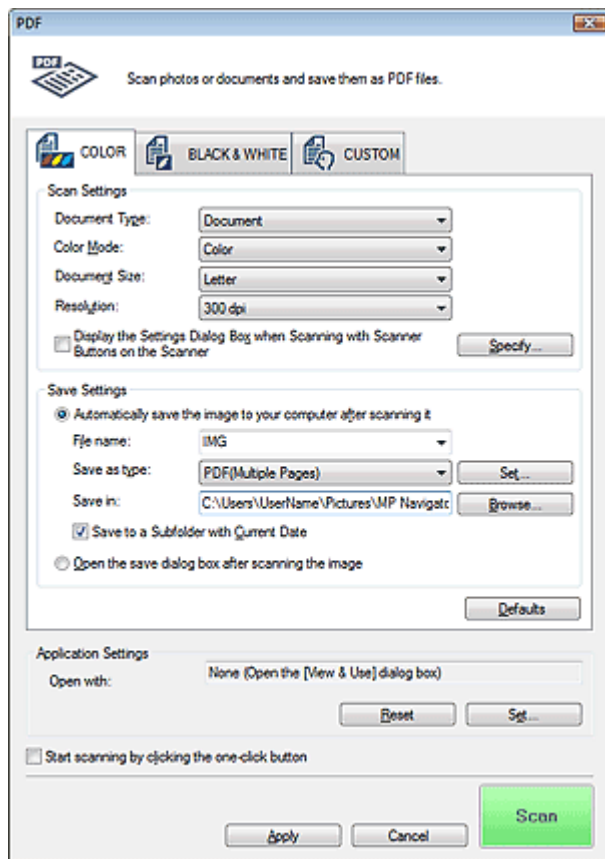 PDF
PDF
Scan photos or documents and save them as PDF files.
COLOR
BLACK & WHITE
CUSTOM
Scan Settings
Document Type:
Document
Color Mode:
Color
Document Size:
Letter
Resolution:
300 dpi
Display the Settings Dialog Box when Scanning with Scanner
Buttons on the Scanner
Specify...
Save Settings
Automatically save the image to your computer after scanning it
File name:
IMG
Save as type:
PDF(Multiple Pages)
Set...
Save in:
C:\Users\UserName\Pictures\MP Navigato
Browse...
Save to a Subfolder with Current Date
Open the save dialog box after scanning the image
Defaults
Application Settings
Open with:
None (Open the [View & Use] dialog box)
Reset
Set...
Start scanning by clicking the one-click button
Scan
Apply
Cancel